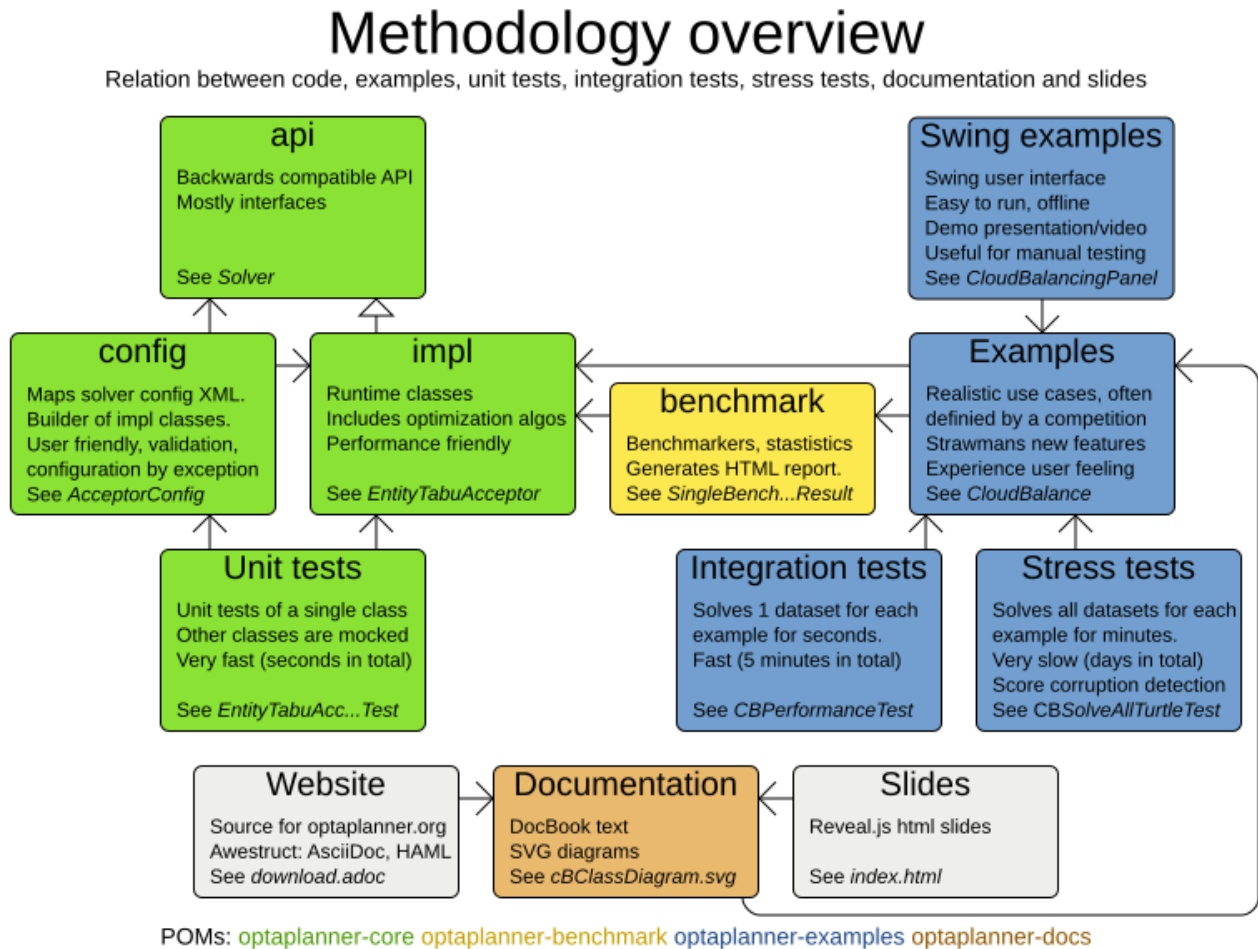 Methodology overview
Relation between code, examples, unit tests, integration tests, stress tests, documentation and slides
api
Backwards compatible API
Mostly interfaces
See Solver
Swing examples
Swing user interface
Easy to run, offline
Demo presentation/video
Useful for manual testing
See CloudBalancingPanel
config
Maps solver config XML.
Builder of impl classes.
User friendly, validation,
configuration by exception
See AcceptorConfig
impl
Runtime classes
Includes optimization algos
Performance friendly
See EntityTabuAcceptor
benchmark
Benchmarkers, stastistics
Generates HTML report.
See SingleBench...Result
Examples
Realistic use cases, often
definied by a competition
Strawmans new features
Experience user feeling
See CloudBalance
Unit tests
Unit tests of a single class
Other classes are mocked
Very fast (seconds in total)
See EntityTabuAcc...Test
Integration tests
Solves 1 dataset for each
example for seconds.
Fast (5 minutes in total)
See CBPerformanceTest
Stress tests
Solves all datasets for each
example for minutes.
Very slow (days in total)
Score corruption detection
See CBSolveAllTurtleTest
Website
Source for optaplanner.org
Awestruct: AsciiDoc, HAML
See download.adoc
Documentation
DocBook text
SVG diagrams
See cBClassDiagram.svg
Slides
Reveal.js html slides
See index.html
POMs: optaplanner-core optaplanner-benchmark optaplanner-examples optaplanner-docs